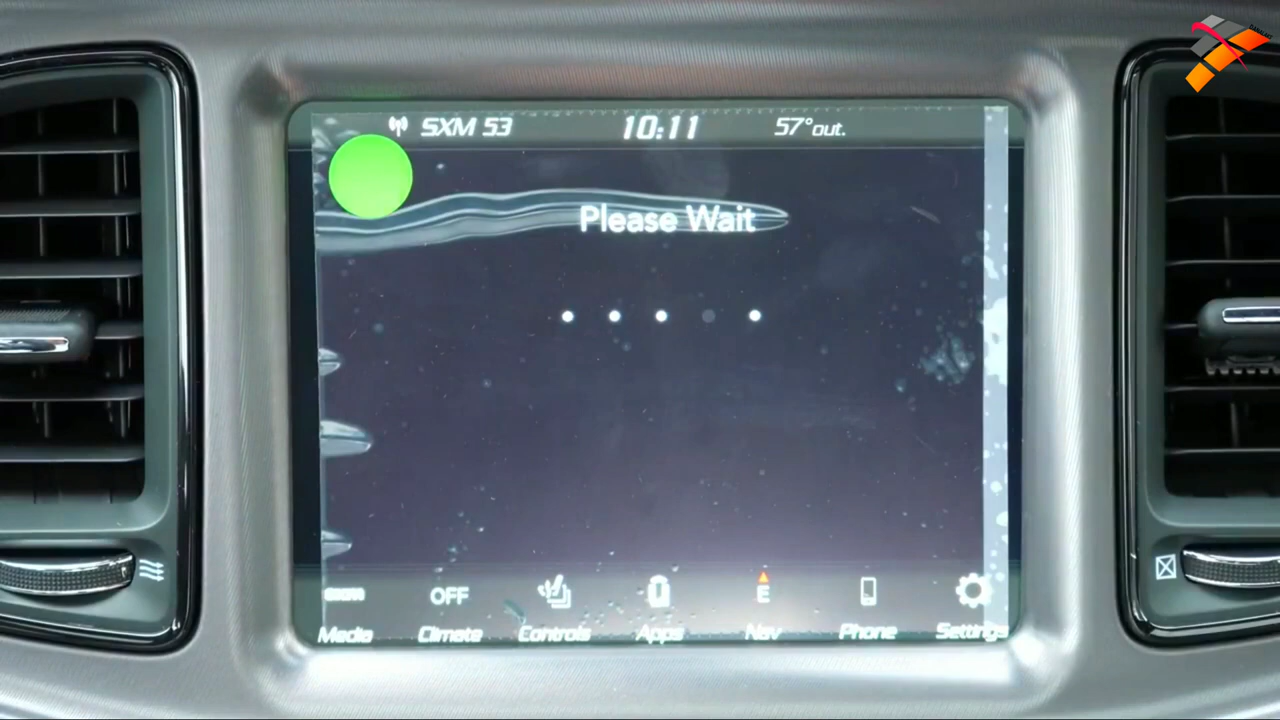 SXM 53 10:11 57°out.
Please Wait
OFF E
Media Climate Controls Apps Nav Phone Settings